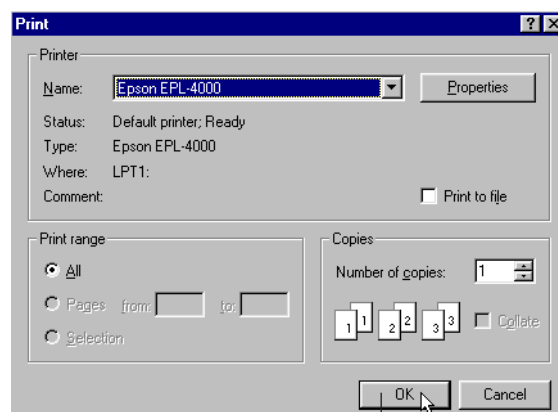 Print
Printer
Name: Epson EPL-4000 Properties
Status: Default printer; Ready
Type: Epson EPL-4000
Where: LPT1:
Comment: Print to file
Print range
All
Pages from: to:
Selection
Copies
Number of copies: 1
1 1 2 2 3 3 Collate
OK Cancel